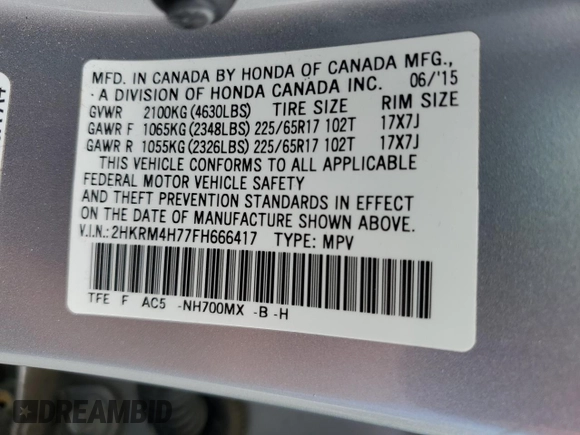 MFD. IN CANADA BY HONDA OF CANADA MFG.,
A DIVISION OF HONDA CANADA INC. 06/'15
GVWR 2100KG (4630LBS) TIRE SIZE RIM SIZE
GAWR F 1065KG (2348LBS) 225/65R17 102T 17X7J
GAWR R 1055KG (2326LBS) 225/65R17 102T 17X7J
THIS VEHICLE CONFORMS TO ALL APPLICABLE
FEDERAL MOTOR VEHICLE SAFETY
AND THEFT PREVENTION STANDARDS IN EFFECT
ON THE DATE OF MANUFACTURE SHOWN ABOVE.
V.I.N.: 2HKRM4H77FH666417 TYPE: MPV
TFE F AC5 -NH700MX -B -H
DREAMBID